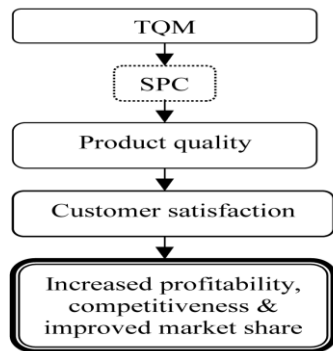 TQM
SPC
Product quality
Customer satisfaction
Increased profitability,
competitiveness &
improved market share